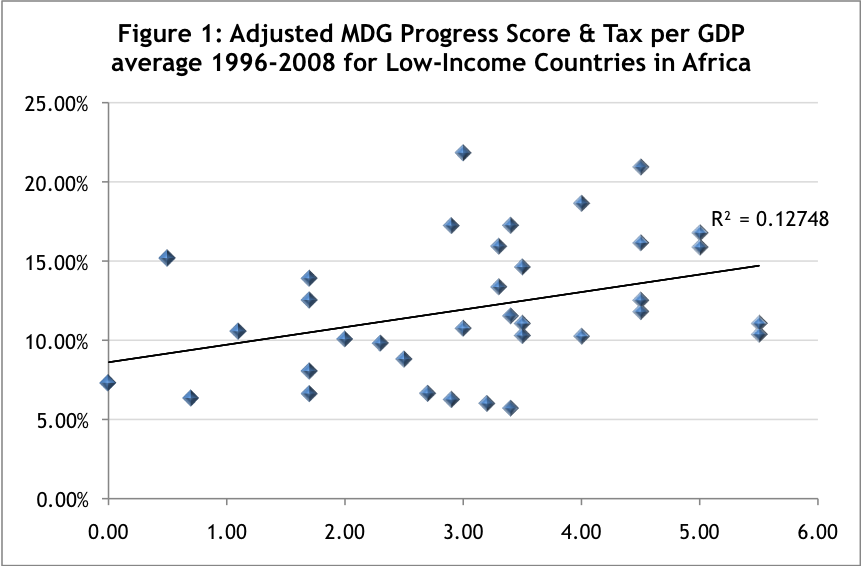 Figure 1: Adjusted MDG Progress Score & Tax per GDP
average 1996-2008 for Low-Income Countries in Africa
25.00%
20.00%
R² = 0.12748
15.00%
10.00%
5.00%
0.00%
0.00 1.00 2.00 3.00 4.00 5.00 6.00